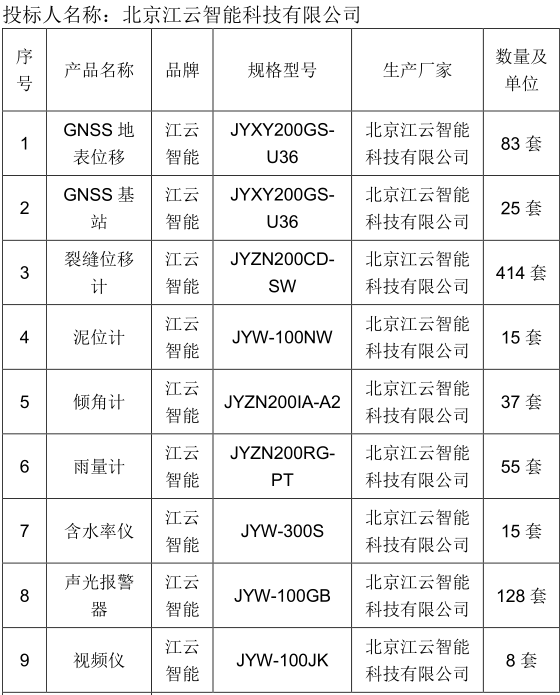 投标人名称：北京江云智能科技有限公司
序号 产品名称 品牌 规格型号 生产厂家 数量及单位
1 GNSS 地表位移 江云智能 JYXY200GS-U36 北京江云智能科技有限公司 83 套
2 GNSS 基站 江云智能 JYXY200GS-U36 北京江云智能科技有限公司 25 套
3 裂缝位移计 江云智能 JYZN200CD-SW 北京江云智能科技有限公司 414 套
4 泥位计 江云智能 JYW-100NW 北京江云智能科技有限公司 15 套
5 倾角计 江云智能 JYZN200IA-A2 北京江云智能科技有限公司 37 套
6 雨量计 江云智能 JYZN200RG-PT 北京江云智能科技有限公司 55 套
7 含水率仪 江云智能 JYW-300S 北京江云智能科技有限公司 15 套
8 声光报警器 江云智能 JYW-100GB 北京江云智能科技有限公司 128 套
9 视频仪 江云智能 JYW-100JK 北京江云智能科技有限公司 8 套